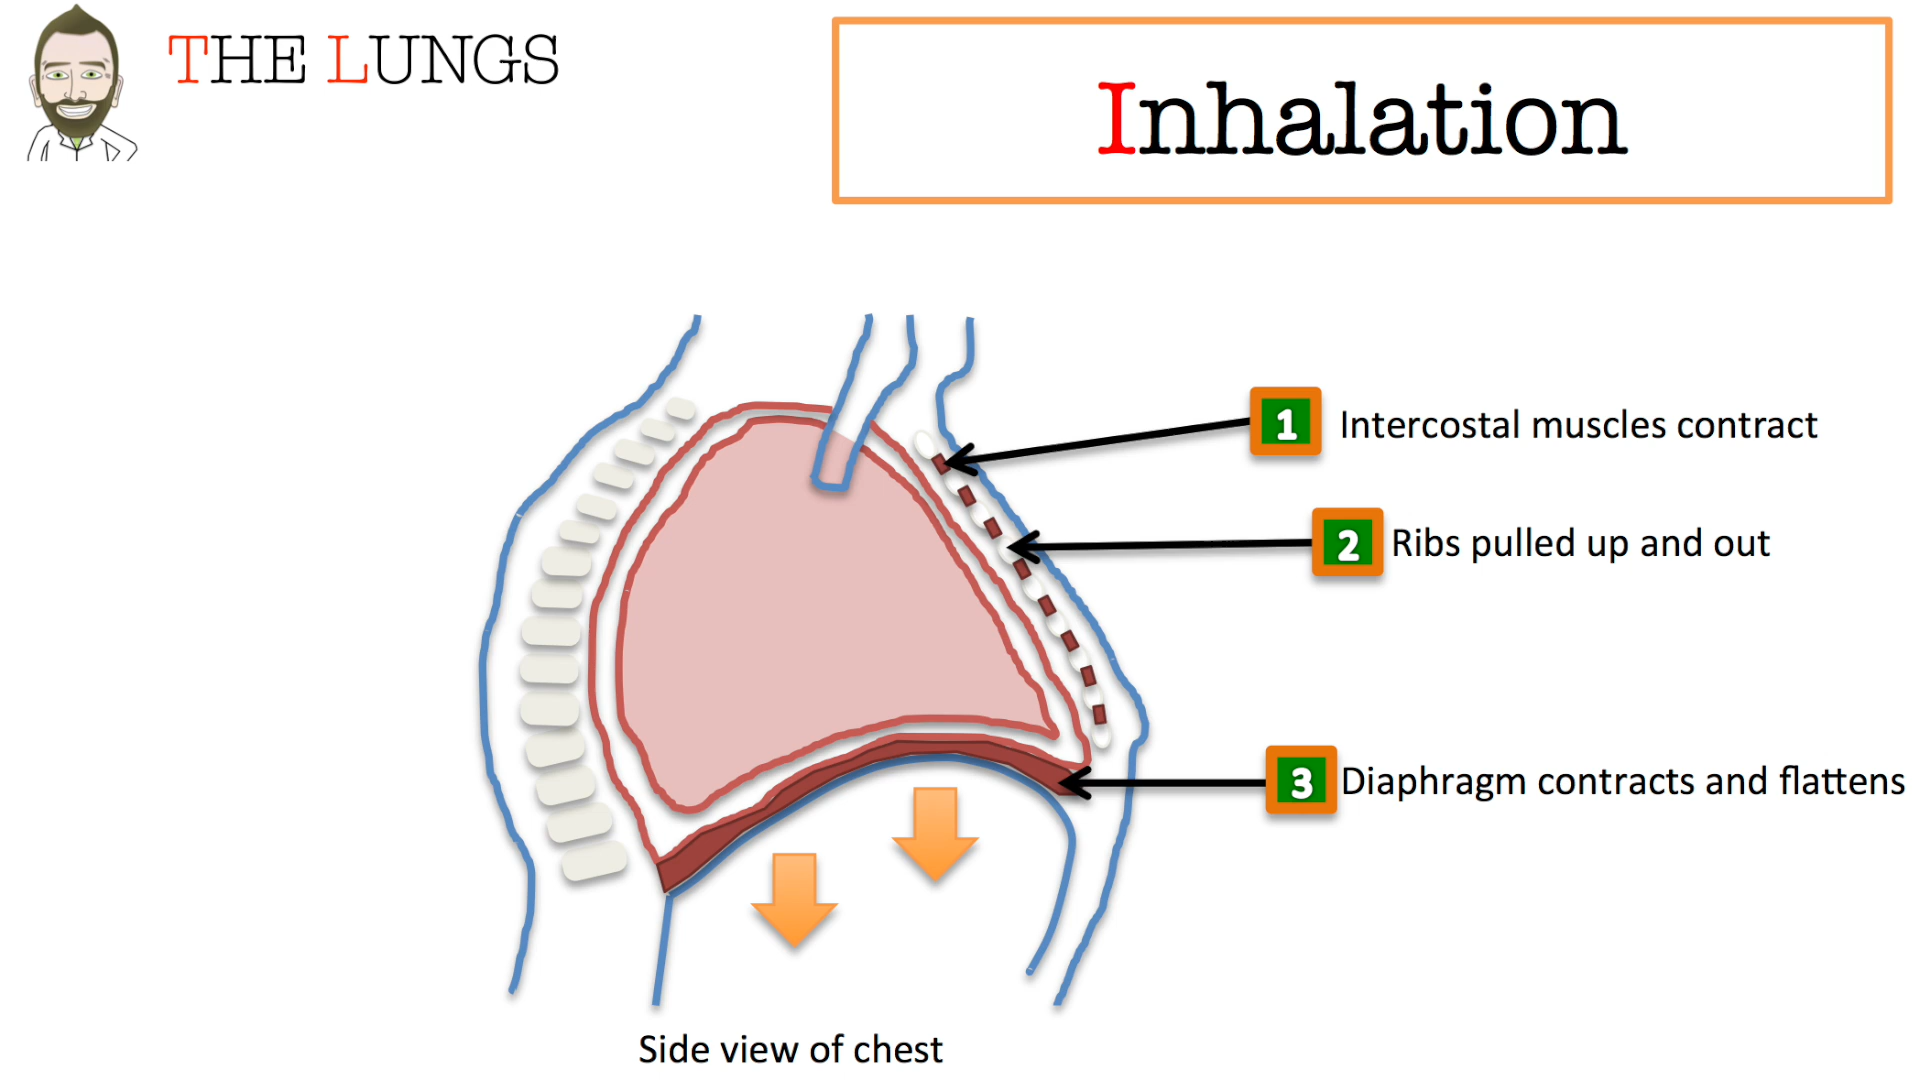 THE LUNGS
Inhalation
1 Intercostal muscles contract
2 Ribs pulled up and out
3 Diaphragm contracts and flattens
Side view of chest